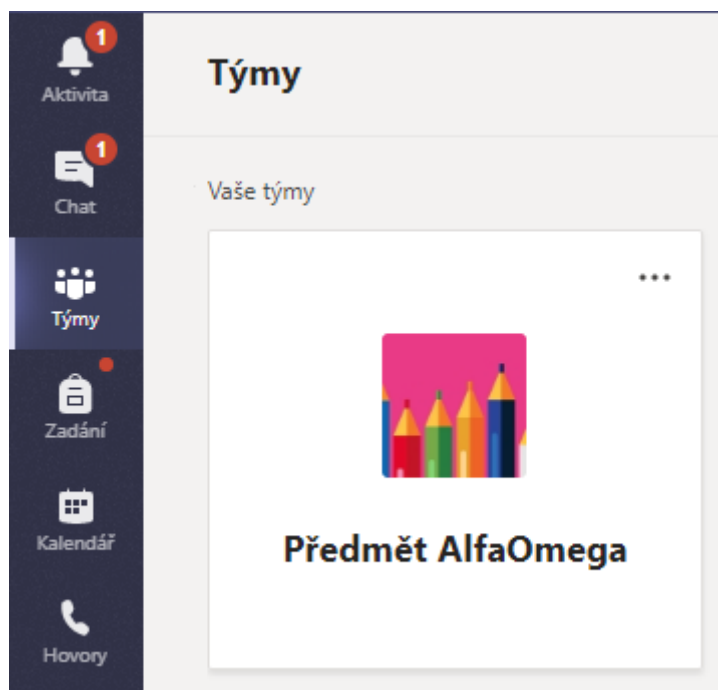 1
Aktivita
1
Chat
Týmy
Zadání
Kalendář
Hovory
Týmy
Vaše týmy
Předmět AlfaOmega